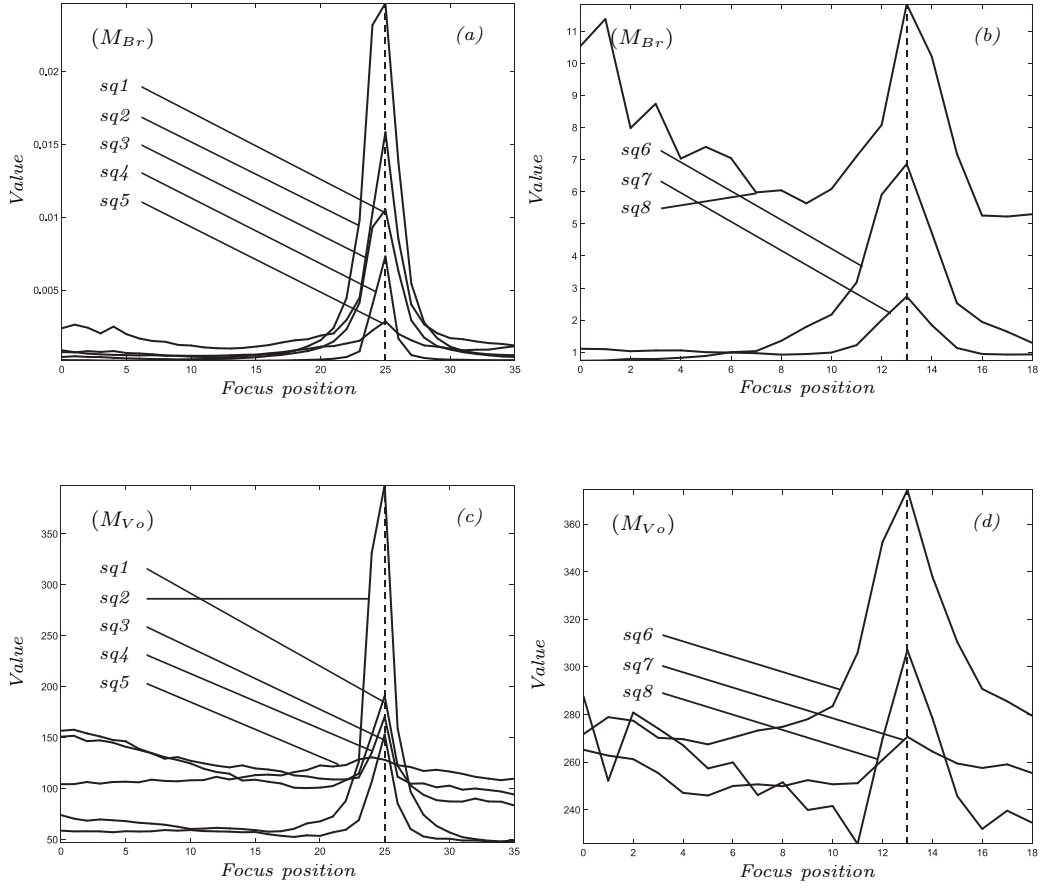 (M_Br) (a)
0.02
0.015
0.01
0.005
Value
sq1
sq2
sq3
sq4
sq5
0 5 10 15 20 25 30 35
Focus position
(M_Br) (b)
11
10
9
8
7
6
5
4
3
2
1
Value
sq6
sq7
sq8
0 2 4 6 8 10 12 14 16 18
Focus position
(M_Vo) (c)
350
300
250
200
150
100
50
Value
sq1
sq2
sq3
sq4
sq5
0 5 10 15 20 25 30 35
Focus position
(M_Vo) (d)
360
340
320
300
280
260
240
Value
sq6
sq7
sq8
0 2 4 6 8 10 12 14 16 18
Focus position